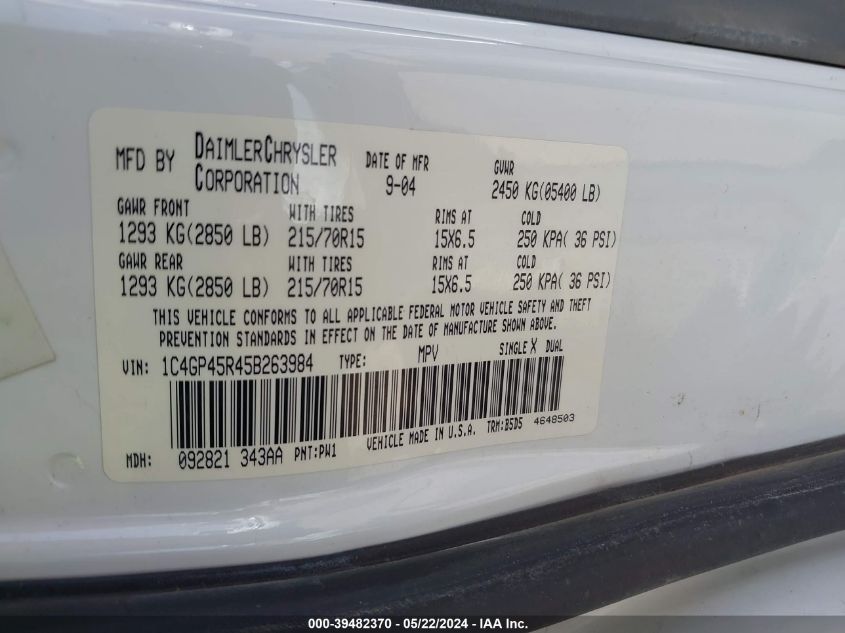 MFD BY DAIMLERCHRYSLER CORPORATION DATE OF MFR 9-04 GVWR 2450 KG(05400 LB)
GAWR FRONT WITH TIRES RIMS AT COLD
1293 KG(2850 LB) 215/70R15 15X6.5 250 KPA( 36 PSI)
GAWR REAR WITH TIRES RIMS AT COLD
1293 KG(2850 LB) 215/70R15 15X6.5 250 KPA( 36 PSI)
THIS VEHICLE CONFORMS TO ALL APPLICABLE FEDERAL MOTOR VEHICLE SAFETY AND THEFT
PREVENTION STANDARDS IN EFFECT ON THE DATE OF MANUFACTURE SHOWN ABOVE.
VIN: 1C4GP45R45B263984 TYPE: MPV SINGLE X DUAL
MDH: 092821 343AA PNT:PW1 VEHICLE MADE IN U.S.A. TRM:B5D5 4648503
000-39482370 - 05/22/2024 - IAA Inc.